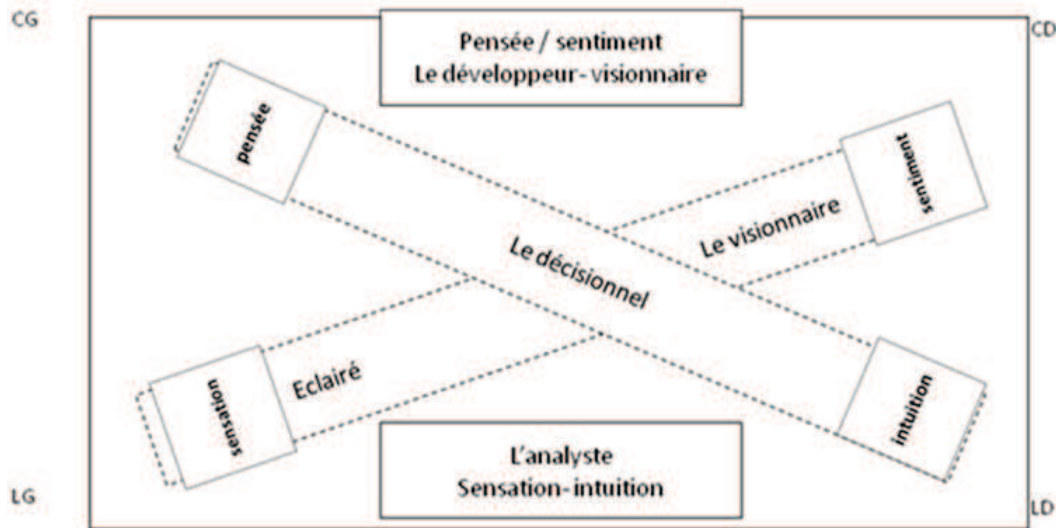 CG
Pensée / sentiment
Le développeur- visionnaire
CD
pensée
sentiment
Le visionnaire
Le décisionnel
Eclairé
sensation
intuition
L'analyste
Sensation- intuition
LG
LD